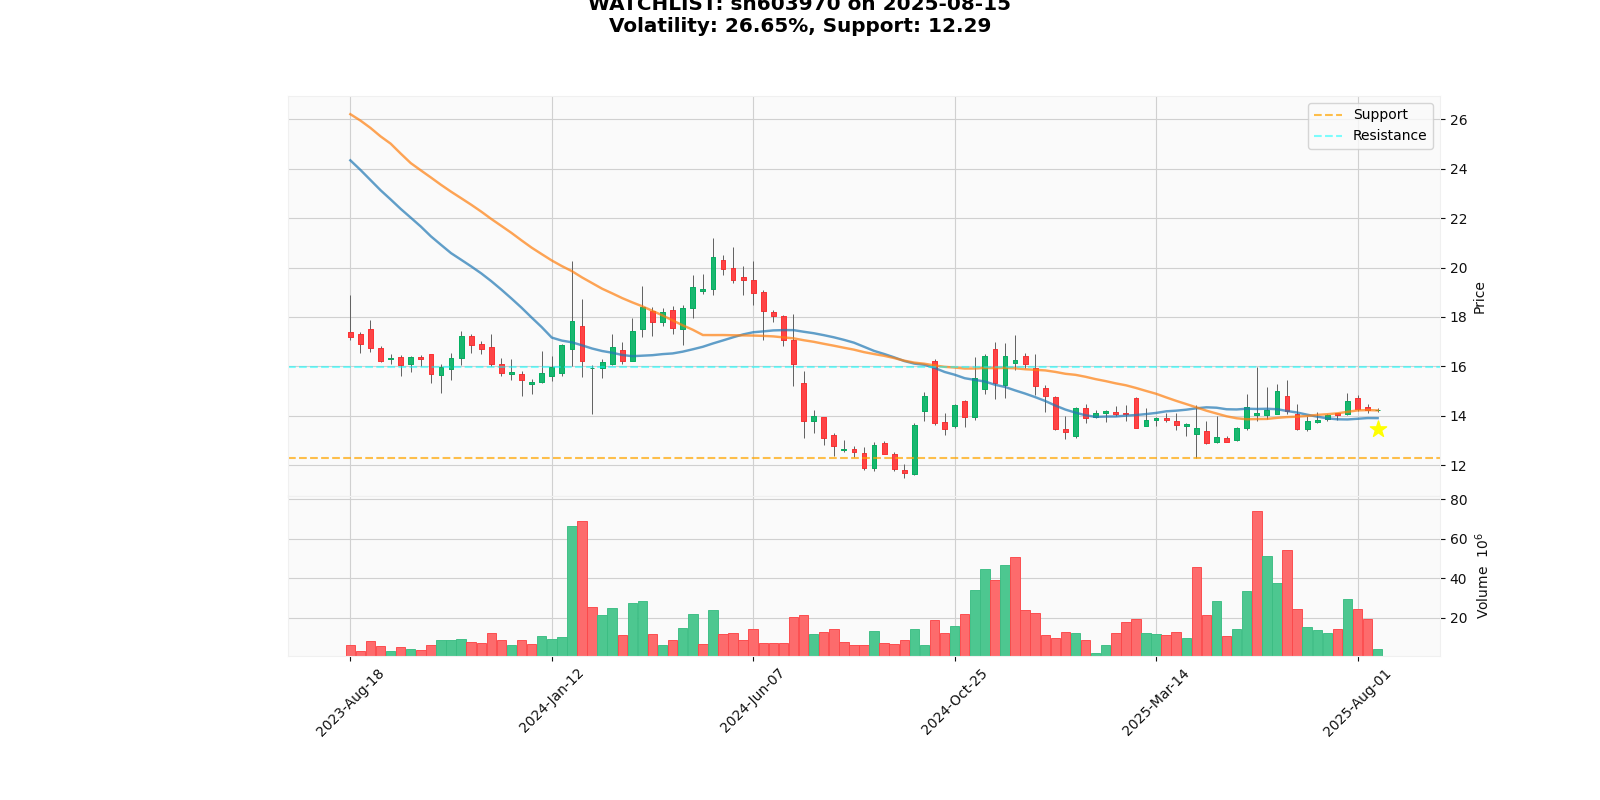 WATCHLIST: sh603970 on 2025-08-15
Volatility: 26.65%, Support: 12.29
Support
Resistance
26
24
22
20
18
16
14
12
Price
80
60
40
20
Volume 10^6
2023-Aug-18
2024-Jan-12
2024-Jun-07
2024-Oct-25
2025-Mar-14
2025-Aug-01